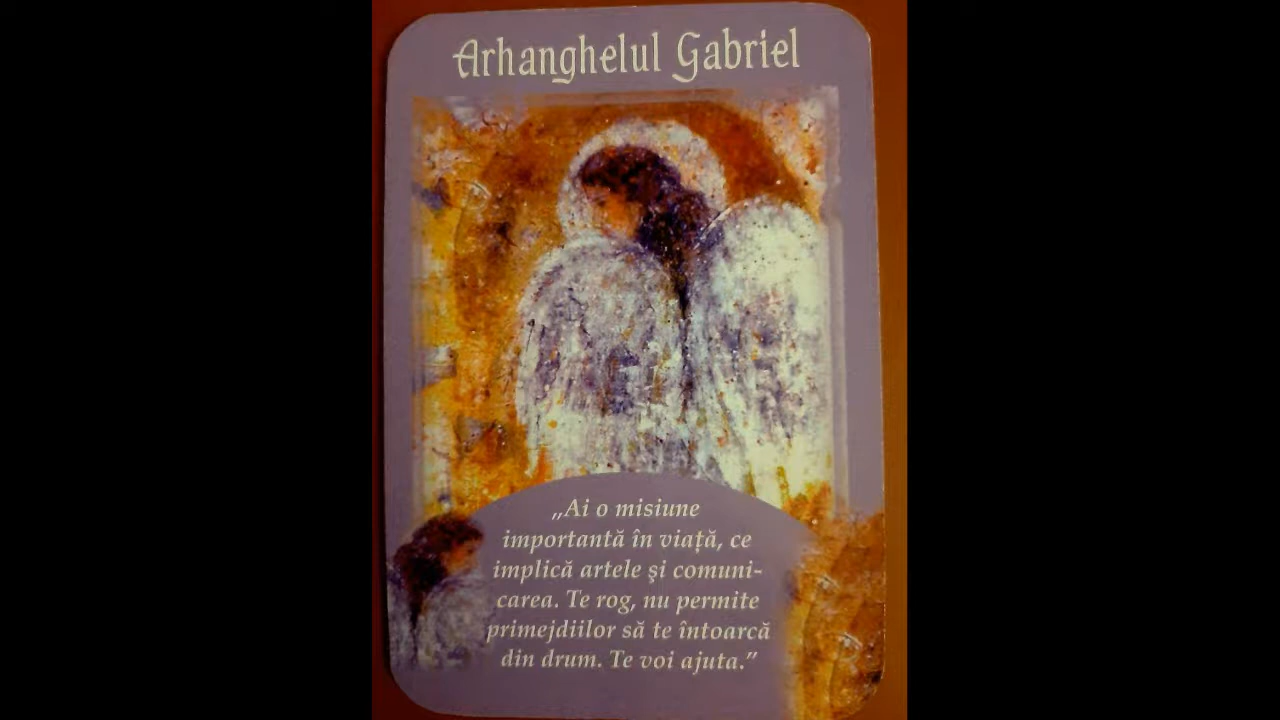 Arhanghelul Gabriel
„Ai o misiune
importantă în viață, ce
implică artele şi comuni-
carea. Te rog, nu permite
primejdiilor să te întoarcă
din drum. Te voi ajuta.”